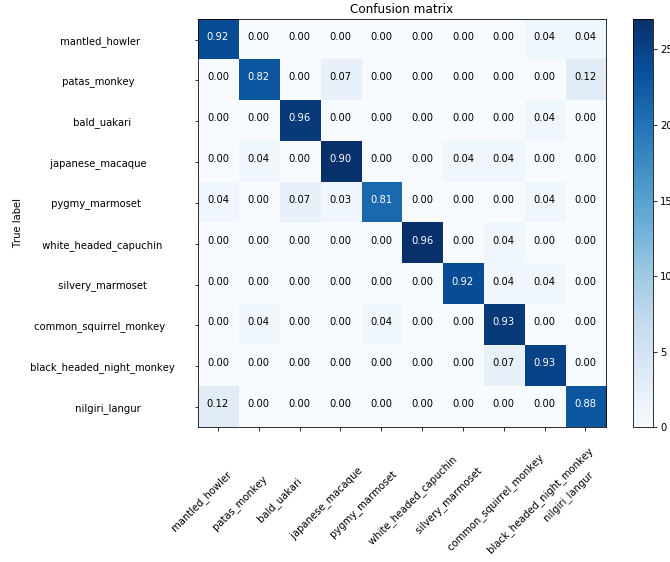 Confusion matrix
True label
mantled_howler 0.92 0.00 0.00 0.00 0.00 0.00 0.00 0.00 0.04 0.04
patas_monkey 0.00 0.82 0.00 0.07 0.00 0.00 0.00 0.00 0.00 0.12
bald_uakari 0.00 0.00 0.96 0.00 0.00 0.00 0.00 0.00 0.04 0.00
japanese_macaque 0.00 0.04 0.00 0.90 0.00 0.00 0.04 0.04 0.00 0.00
pygmy_marmoset 0.04 0.00 0.07 0.03 0.81 0.00 0.00 0.00 0.04 0.00
white_headed_capuchin 0.00 0.00 0.00 0.00 0.00 0.96 0.00 0.04 0.00 0.00
silvery_marmoset 0.00 0.00 0.00 0.00 0.00 0.00 0.92 0.04 0.04 0.00
common_squirrel_monkey 0.00 0.04 0.00 0.00 0.04 0.00 0.00 0.93 0.00 0.00
black_headed_night_monkey 0.00 0.00 0.00 0.00 0.00 0.00 0.00 0.07 0.93 0.00
nilgiri_langur 0.12 0.00 0.00 0.00 0.00 0.00 0.00 0.00 0.00 0.88
mantled_howler
patas_monkey
bald_uakari
japanese_macaque
pygmy_marmoset
white_headed_capuchin
silvery_marmoset
common_squirrel_monkey
black_headed_night_monkey
nilgiri_langur
5
0